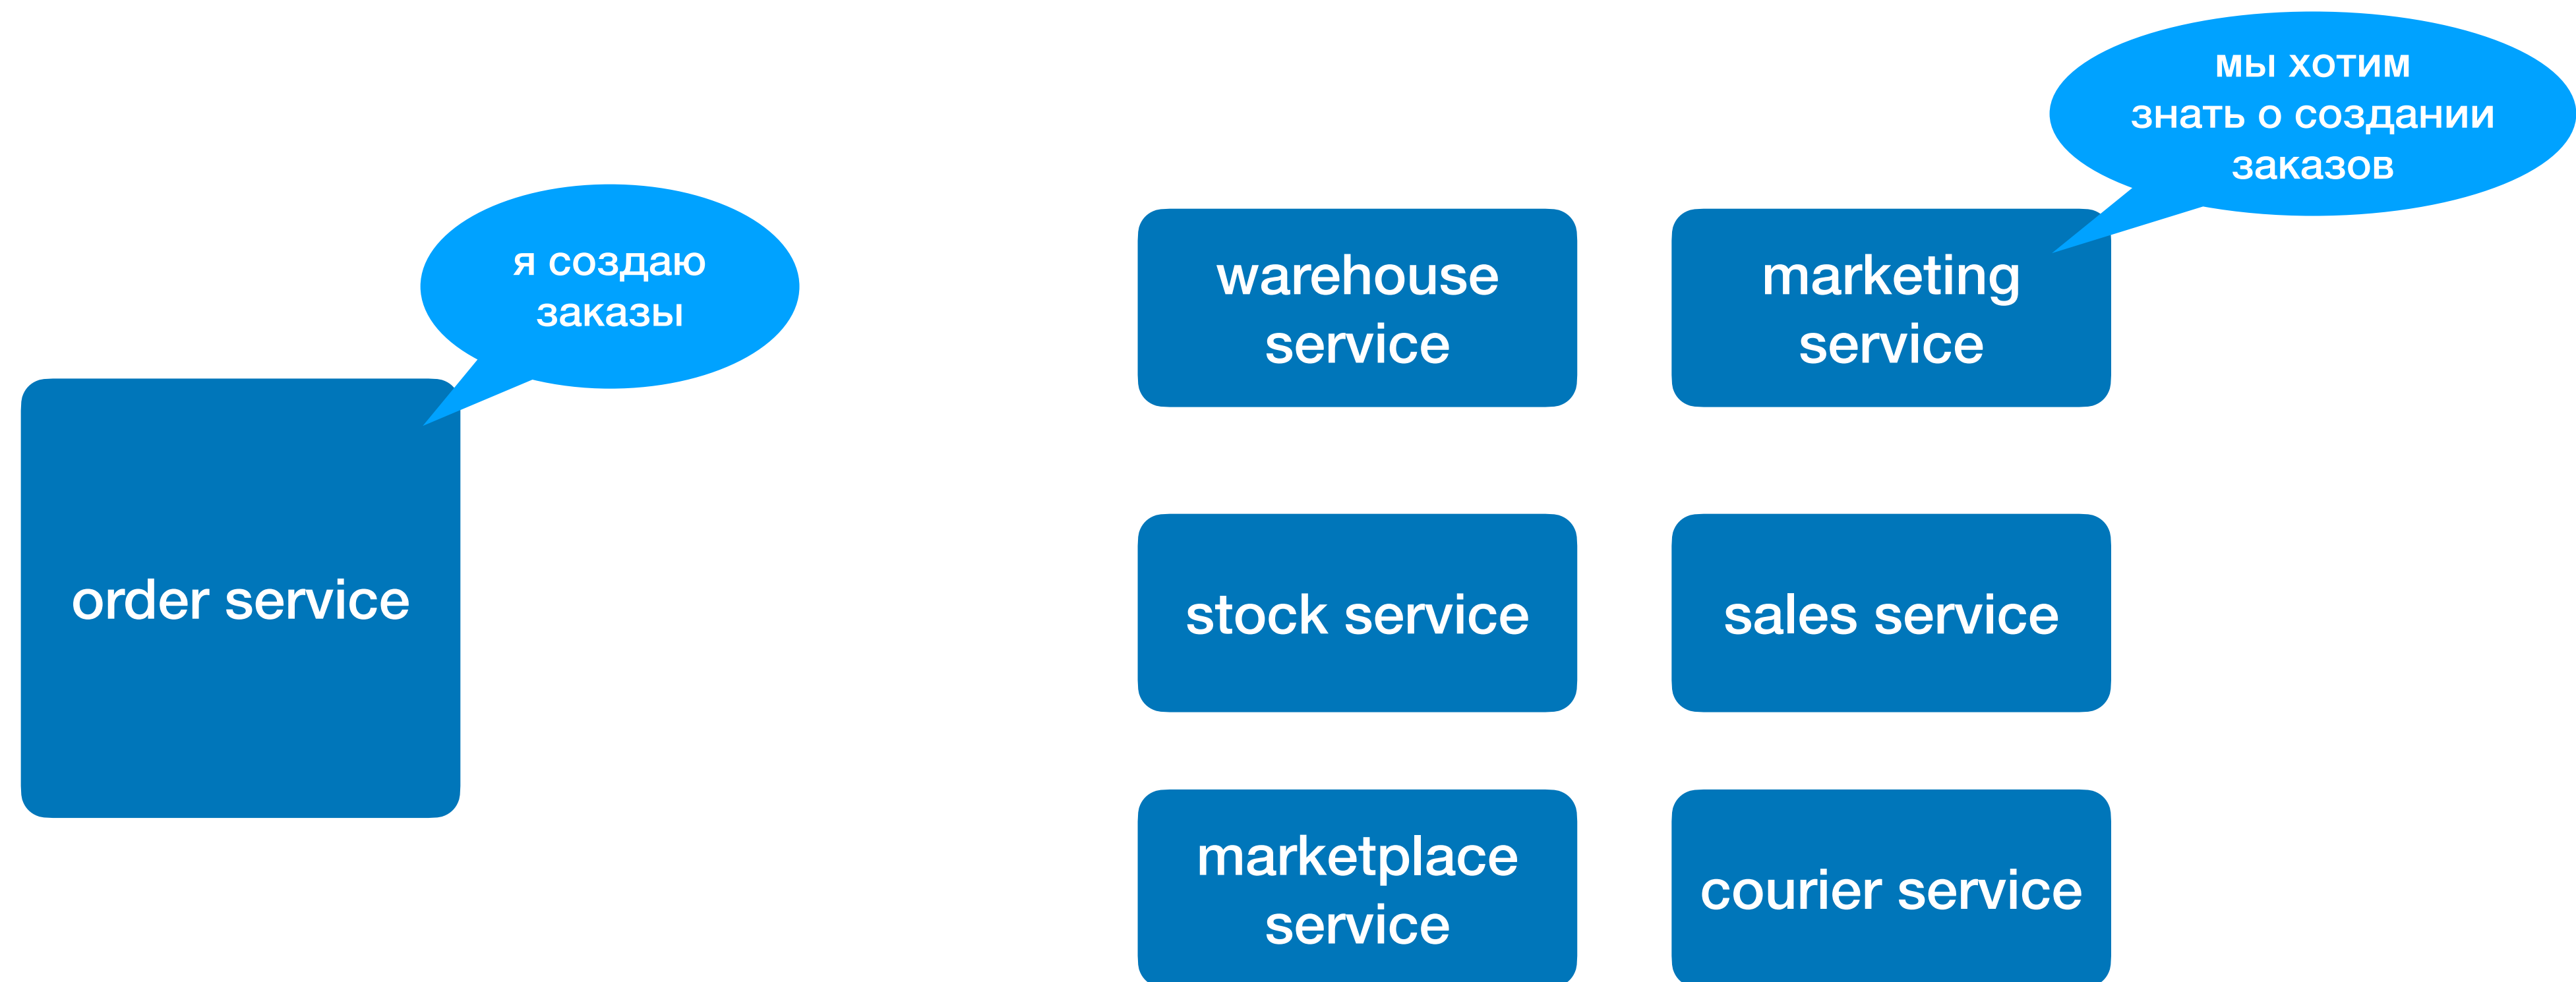 мы хотим
знать о создании
заказов
я создаю
заказы
warehouse
service
marketing
service
order service
stock service
sales service
marketplace
service
courier service